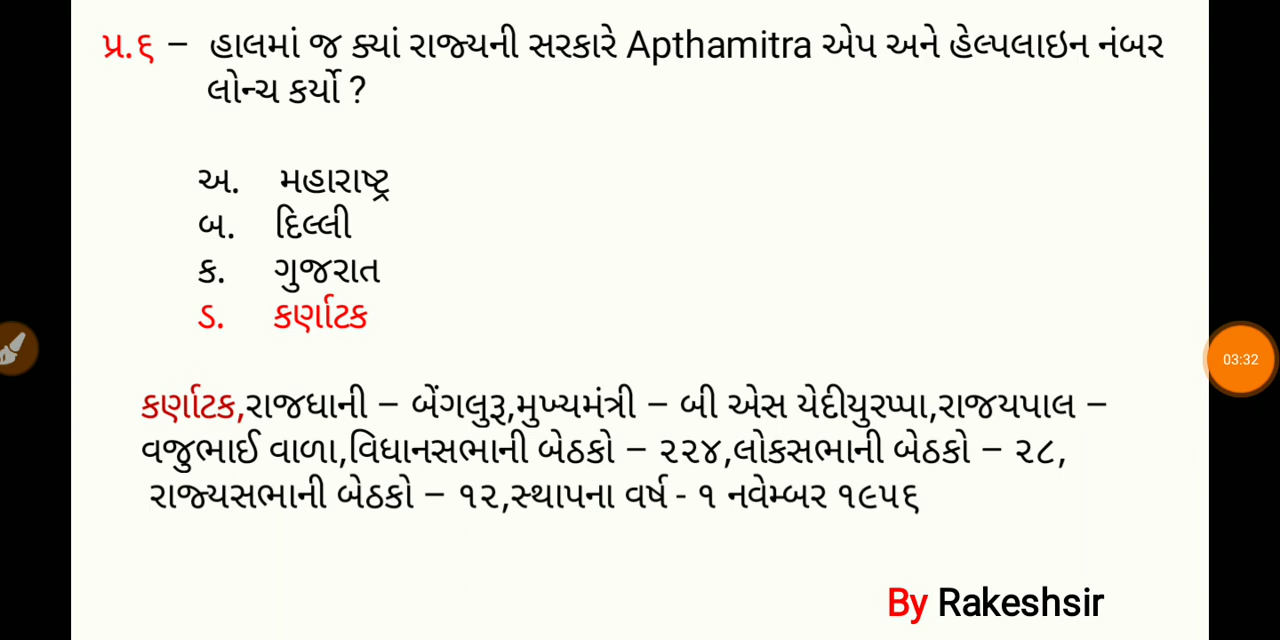 પ્ર.૬ – હાલમાં જ ક્યાં રાજ્યની સરકારે Apthamitra એપ અને હેલ્પલાઇન નંબર
લોન્ચ કર્યો ?
અ. મહારાષ્ટ્ર
બ. દિલ્લી
ક. ગુજરાત
ડ. કર્ણાટક
03:32
કર્ણાટક,રાજધાની – બેંગલુરૂ,મુખ્યમંત્રી – બી એસ યેદીયુરપ્પા,રાજયપાલ –
વજુભાઈ વાળા,વિધાનસભાની બેઠકો – ૨૨૪,લોકસભાની બેઠકો – ૨૮,
રાજ્યસભાની બેઠકો – ૧૨,સ્થાપના વર્ષ - ૧ નવેમ્બર ૧૯૫૬
By Rakeshsir